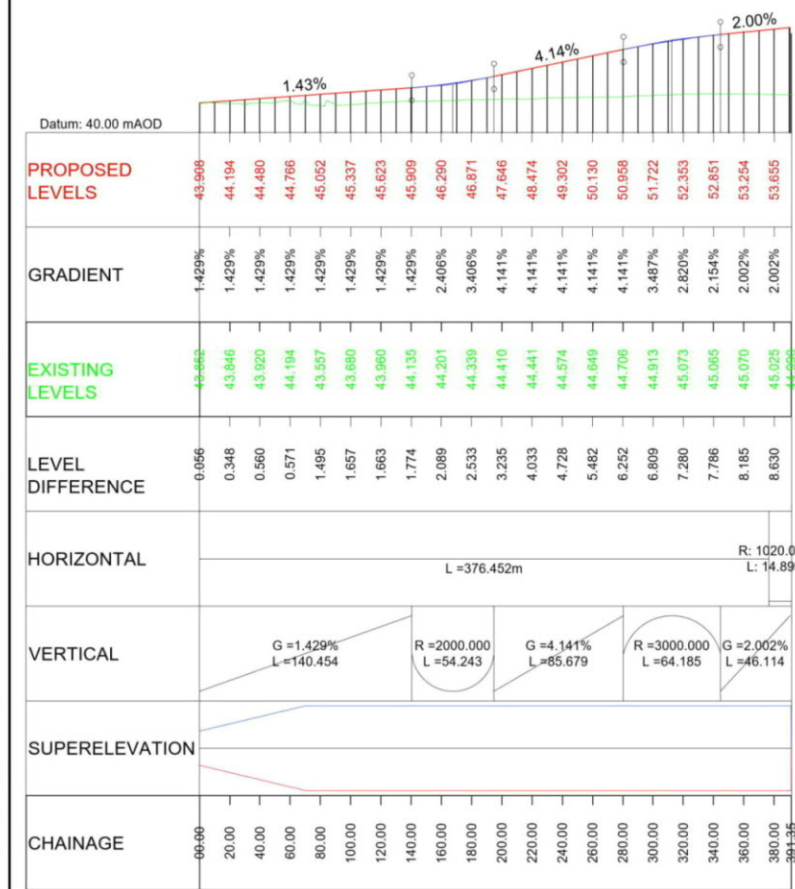 1.43%
4.14%
2.00%
Datum: 40.00 mAOD
PROPOSED
LEVELS
43.908 44.194 44.480 44.766 45.052 45.337 45.623 45.909 46.290 46.871 47.646 48.474 49.302 50.130 50.958 51.722 52.353 52.851 53.254 53.655
GRADIENT
1.429% 1.429% 1.429% 1.429% 1.429% 1.429% 1.429% 1.429% 2.406% 3.406% 4.141% 4.141% 4.141% 4.141% 4.141% 3.487% 2.820% 2.154% 2.002% 2.002%
EXISTING
LEVELS
43.846 43.920 44.194 43.557 43.680 43.960 44.135 44.201 44.339 44.410 44.441 44.574 44.649 44.706 44.913 45.073 45.065 45.070 45.025
LEVEL
DIFFERENCE
0.056 0.348 0.560 0.571 1.495 1.657 1.663 1.774 2.089 2.533 3.235 4.033 4.728 5.482 6.252 6.809 7.280 7.786 8.185 8.630
HORIZONTAL
L =376.452m
R: 1020.0
L: 14.89
VERTICAL
G =1.429%
L =140.454
R =2000.000
L =54.243
G =4.141%
L =85.679
R =3000.000
L =64.185
G =2.002%
L =46.114
SUPERELEVATION
CHAINAGE
00.00 20.00 40.00 60.00 80.00 100.00 120.00 140.00 160.00 180.00 200.00 220.00 240.00 260.00 280.00 300.00 320.00 340.00 360.00 380.00 391.35